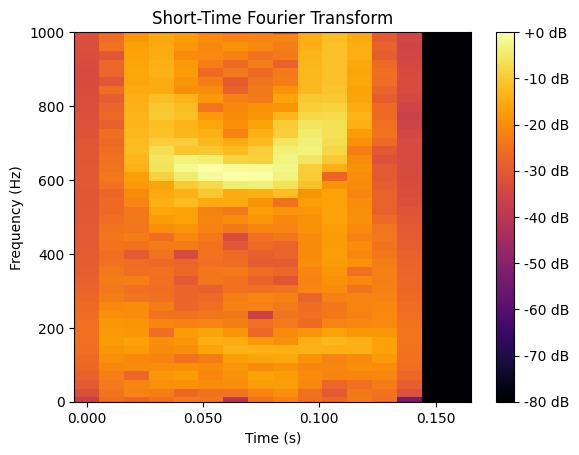 Short-Time Fourier Transform
Frequency (Hz)
1000
800
600
400
200
0
0.000
0.050
0.100
0.150
Time (s)
+0 dB
-10 dB
-20 dB
-30 dB
-40 dB
-50 dB
-60 dB
-70 dB
-80 dB